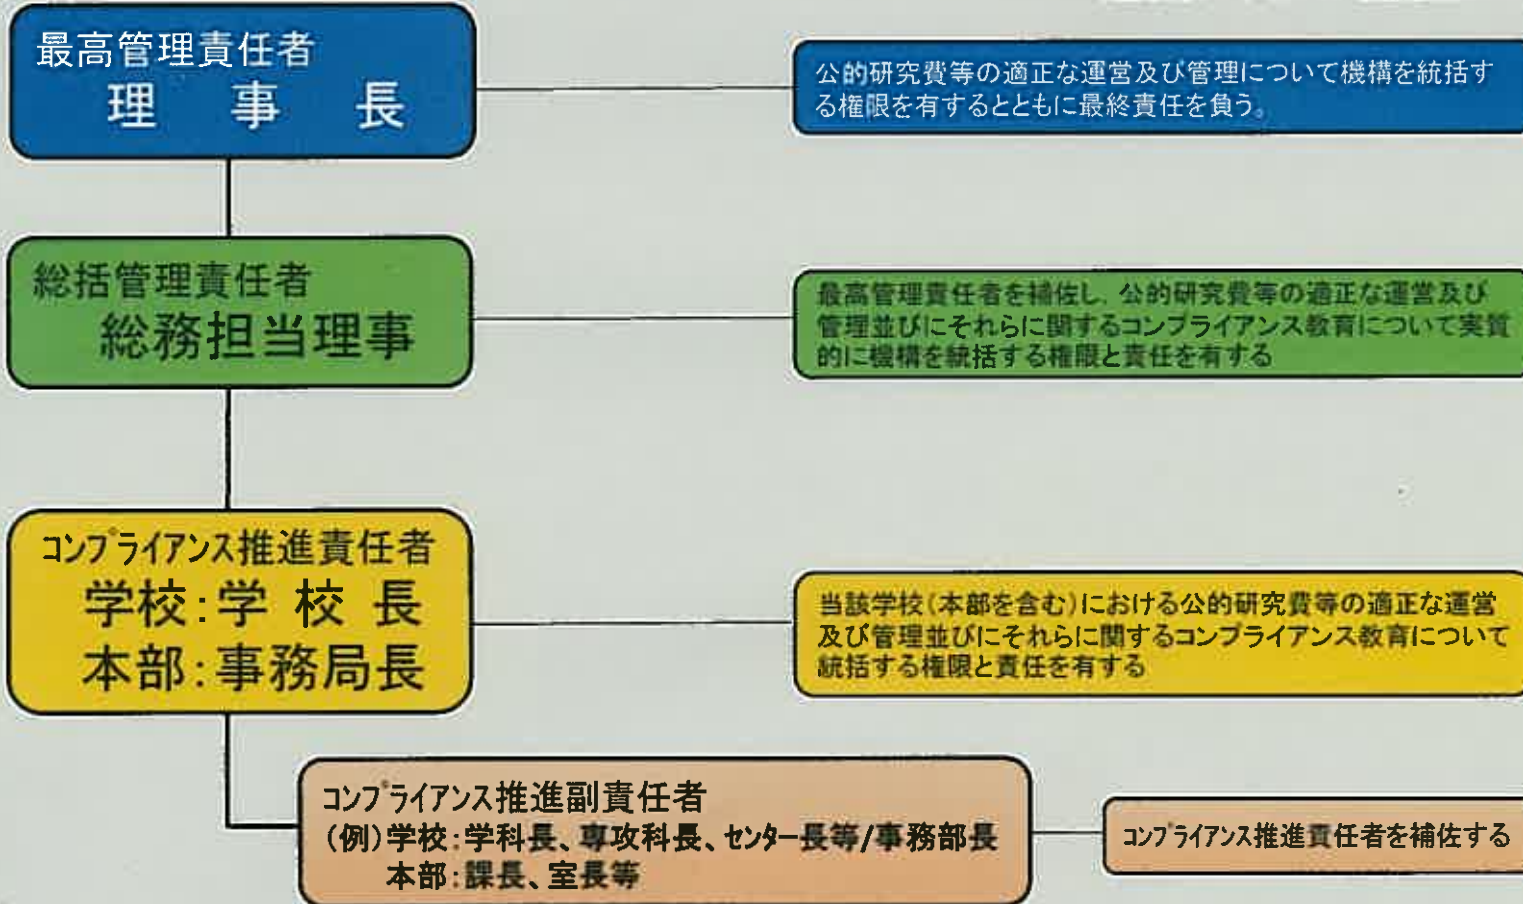 最高管理責任者
理 事 長
公的研究費等の適正な運営及び管理について機構を統括す
る権限を有するとともに最終責任を負う。
総括管理責任者
総務担当理事
最高管理責任者を補佐し、公的研究費等の適正な運営及び
管理並びにそれらに関するコンプライアンス教育について実質
的に機構を統括する権限と責任を有する
コンプライアンス推進責任者
学校:学 校 長
本部:事務局長
当該学校(本部を含む)における公的研究費等の適正な運営
及び管理並びにそれらに関するコンプライアンス教育について
統括する権限と責任を有する
コンプライアンス推進副責任者
(例)学校:学科長、専攻科長、センター長等/事務部長
本部:課長、室長等
コンプライアンス推進責任者を補佐する